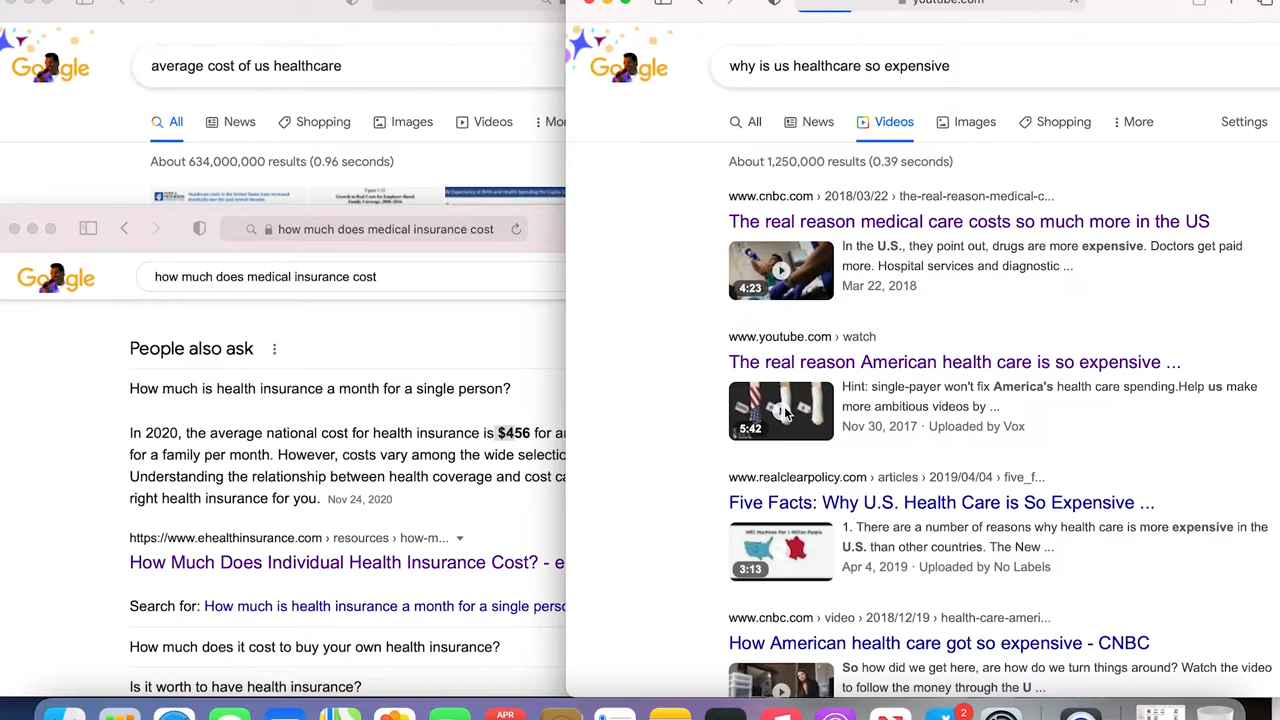 average cost of us healthcare
All News Shopping Images Videos Mor
About 634,000,000 results (0.96 seconds)
how much does medical insurance cost
Google
how much does medical insurance cost
People also ask
How much is health insurance a month for a single person?
In 2020, the average national cost for health insurance is $456 for an
for a family per month. However, costs vary among the wide selectio
Understanding the relationship between health coverage and cost ca
right health insurance for you. Nov 24, 2020
https://www.ehealthinsurance.com › resources › how-m...
How Much Does Individual Health Insurance Cost? - e
Search for: How much is health insurance a month for a single perso
How much does it cost to buy your own health insurance?
Is it worth to have health insurance?
youtube.com
Google
why is us healthcare so expensive
All News Videos Images Shopping More Settings
About 1,250,000 results (0.39 seconds)
www.cnbc.com › 2018/03/22 › the-real-reason-medical-c...
The real reason medical care costs so much more in the US
In the U.S., they point out, drugs are more expensive. Doctors get paid
more. Hospital services and diagnostic ...
4:23
Mar 22, 2018
www.youtube.com › watch
The real reason American health care is so expensive ...
Hint: single-payer won't fix America's health care spending.Help us make
more ambitious videos by ...
5:42
Nov 30, 2017 · Uploaded by Vox
www.realclearpolicy.com › articles › 2019/04/04 › five_f...
Five Facts: Why U.S. Health Care is So Expensive ...
1. There are a number of reasons why health care is more expensive in the
U.S. than other countries. The New ...
3:13
Apr 4, 2019 · Uploaded by No Labels
www.cnbc.com › video › 2018/12/19 › health-care-ameri...
How American health care got so expensive - CNBC
So how did we get here, are how do we turn things around? Watch the video
to follow the money through the U ...
APR
2